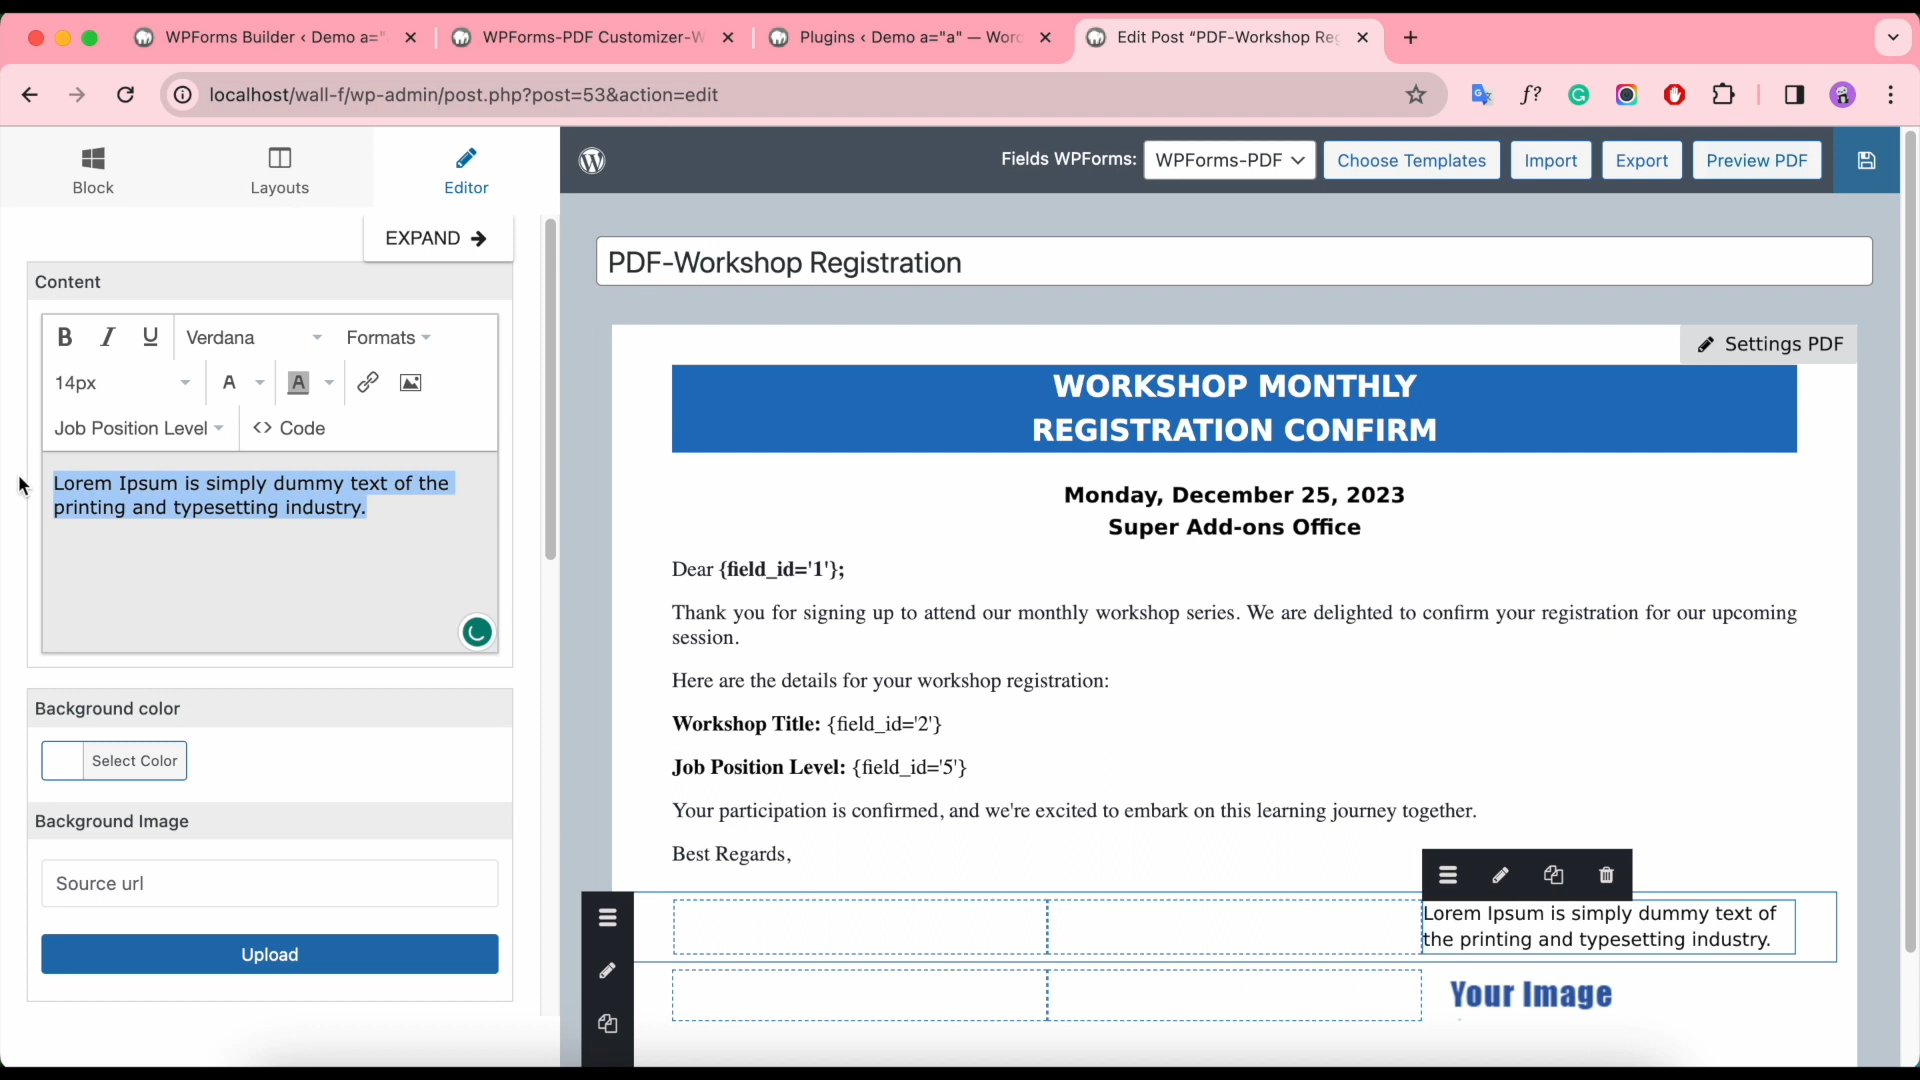 WPForms Builder ‹ Demo a="
WPForms-PDF Customizer-W
Plugins ‹ Demo a="a" — Worc
Edit Post “PDF-Workshop Reg
localhost/wall-f/wp-admin/post.php?post=53&action=edit
f?
Block
Layouts
Editor
Fields WPForms:
WPForms-PDF
Choose Templates
Import
Export
Preview PDF
EXPAND
Content
B I U Verdana Formats
14px A A
Job Position Level <> Code
Lorem Ipsum is simply dummy text of the
printing and typesetting industry.
Background color
Select Color
Background Image
Source url
Upload
PDF-Workshop Registration
Settings PDF
WORKSHOP MONTHLY
REGISTRATION CONFIRM
Monday, December 25, 2023
Super Add-ons Office
Dear {field_id='1'};
Thank you for signing up to attend our monthly workshop series. We are delighted to confirm your registration for our upcoming
session.
Here are the details for your workshop registration:
Workshop Title: {field_id='2'}
Job Position Level: {field_id='5'}
Your participation is confirmed, and we're excited to embark on this learning journey together.
Best Regards,
Lorem Ipsum is simply dummy text of
the printing and typesetting industry.
Your Image